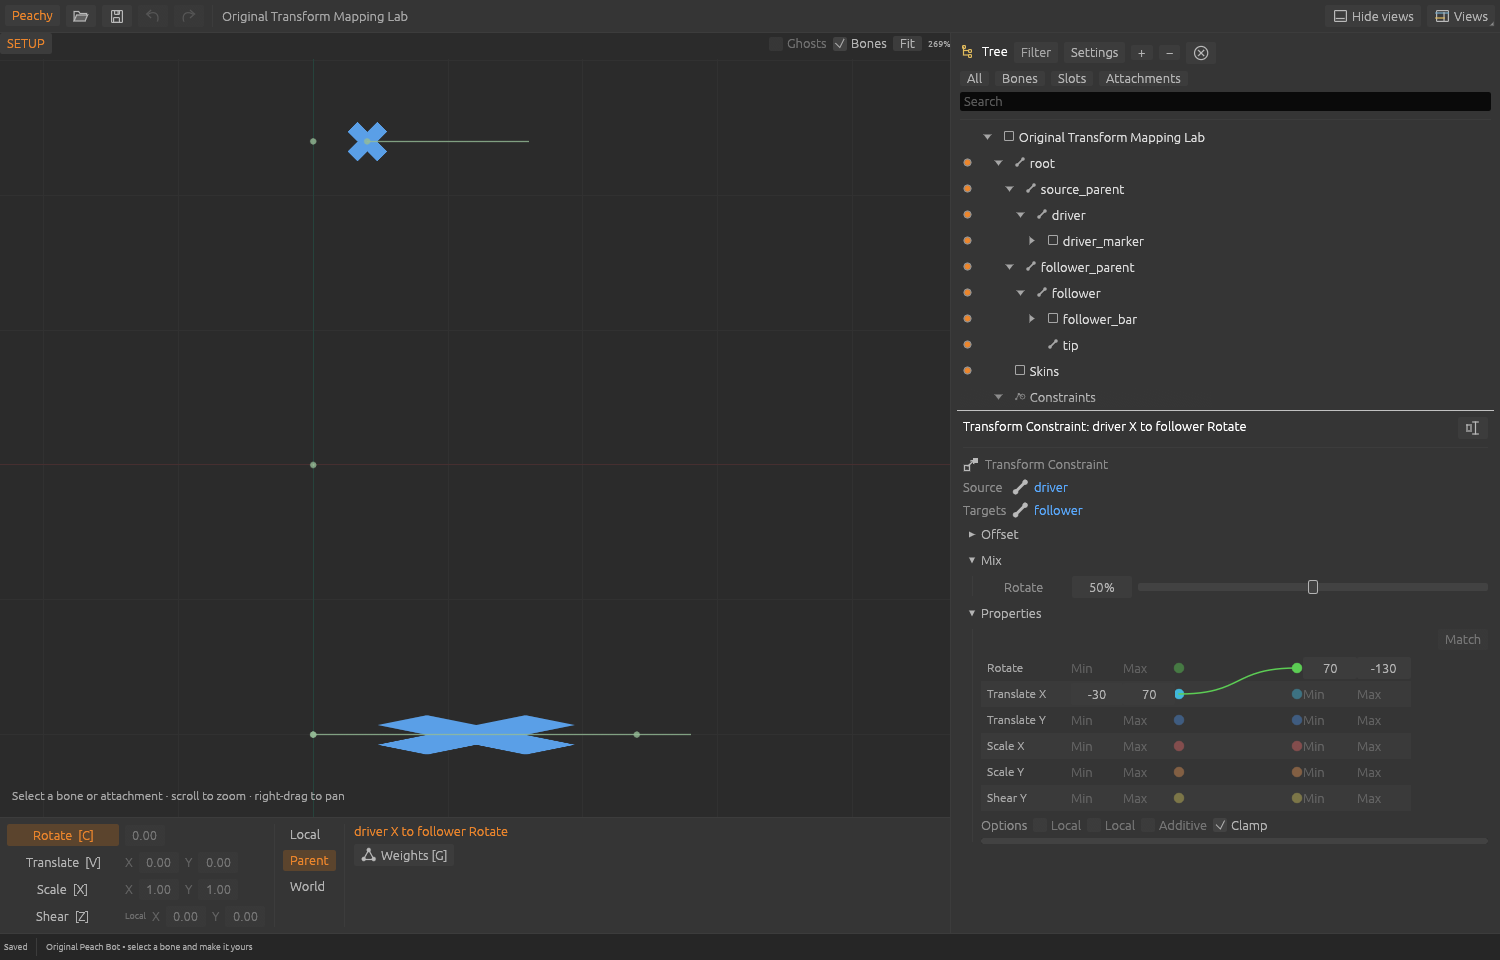 Peachy Original Transform Mapping Lab Hide views Views
SETUP Ghosts Bones Fit 269%
Tree Filter Settings + −
All Bones Slots Attachments
Search
Original Transform Mapping Lab
root
source_parent
driver
driver_marker
follower_parent
follower
follower_bar
tip
Skins
Constraints
Transform Constraint: driver X to follower Rotate
Transform Constraint
Source driver
Targets follower
Offset
Mix
Rotate 50%
Properties
Match
Rotate Min Max 70 -130
Translate X -30 70 Min Max
Translate Y Min Max Min Max
Scale X Min Max Min Max
Scale Y Min Max Min Max
Shear Y Min Max Min Max
Options Local Local Additive Clamp
Select a bone or attachment · scroll to zoom · right-drag to pan
Rotate [C] 0.00
Translate [V] X 0.00 Y 0.00
Scale [X] X 1.00 Y 1.00
Shear [Z] Local X 0.00 Y 0.00
Local
Parent
World
driver X to follower Rotate
Weights [G]
Saved Original Peach Bot • select a bone and make it yours